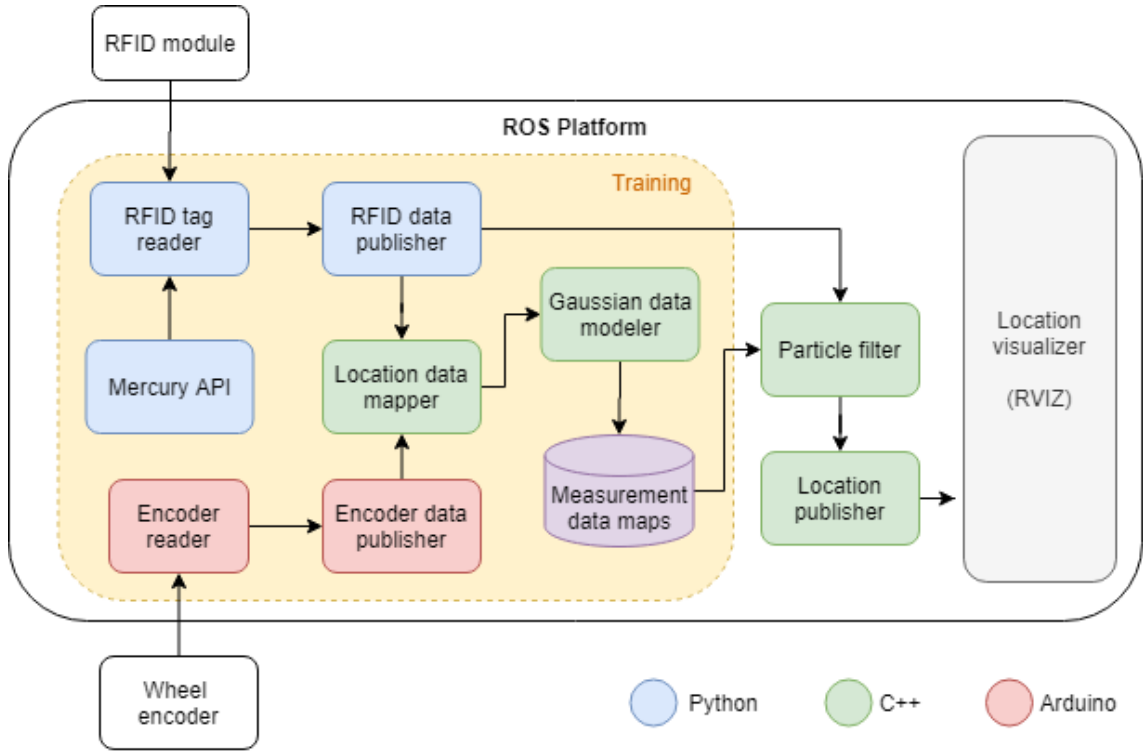 RFID module
ROS Platform
Training
RFID tag
reader
RFID data
publisher
Gaussian data
modeler
Mercury API
Location data
mapper
Particle filter
Location
visualizer
(RVIZ)
Encoder
reader
Encoder data
publisher
Measurement
data maps
Location
publisher
Wheel
encoder
Python
C++
Arduino